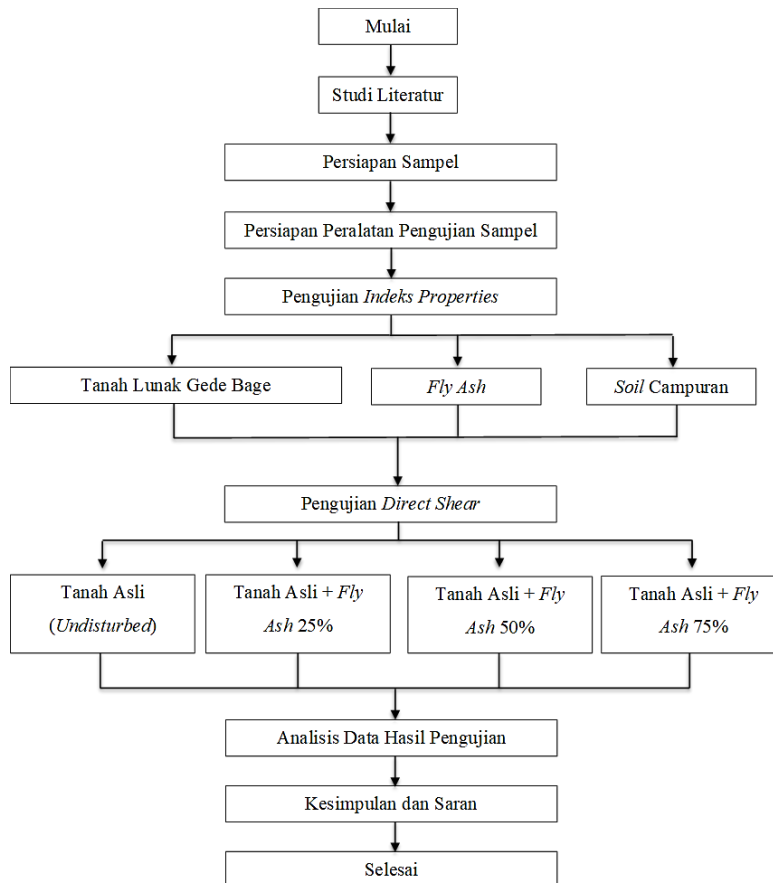 Mulai
Studi Literatur
Persiapan Sampel
Persiapan Peralatan Pengujian Sampel
Pengujian Indeks Properties
Tanah Lunak Gede Bage
Fly Ash
Soil Campuran
Pengujian Direct Shear
Tanah Asli
(Undisturbed)
Tanah Asli + Fly
Ash 25%
Tanah Asli + Fly
Ash 50%
Tanah Asli + Fly
Ash 75%
Analisis Data Hasil Pengujian
Kesimpulan dan Saran
Selesai